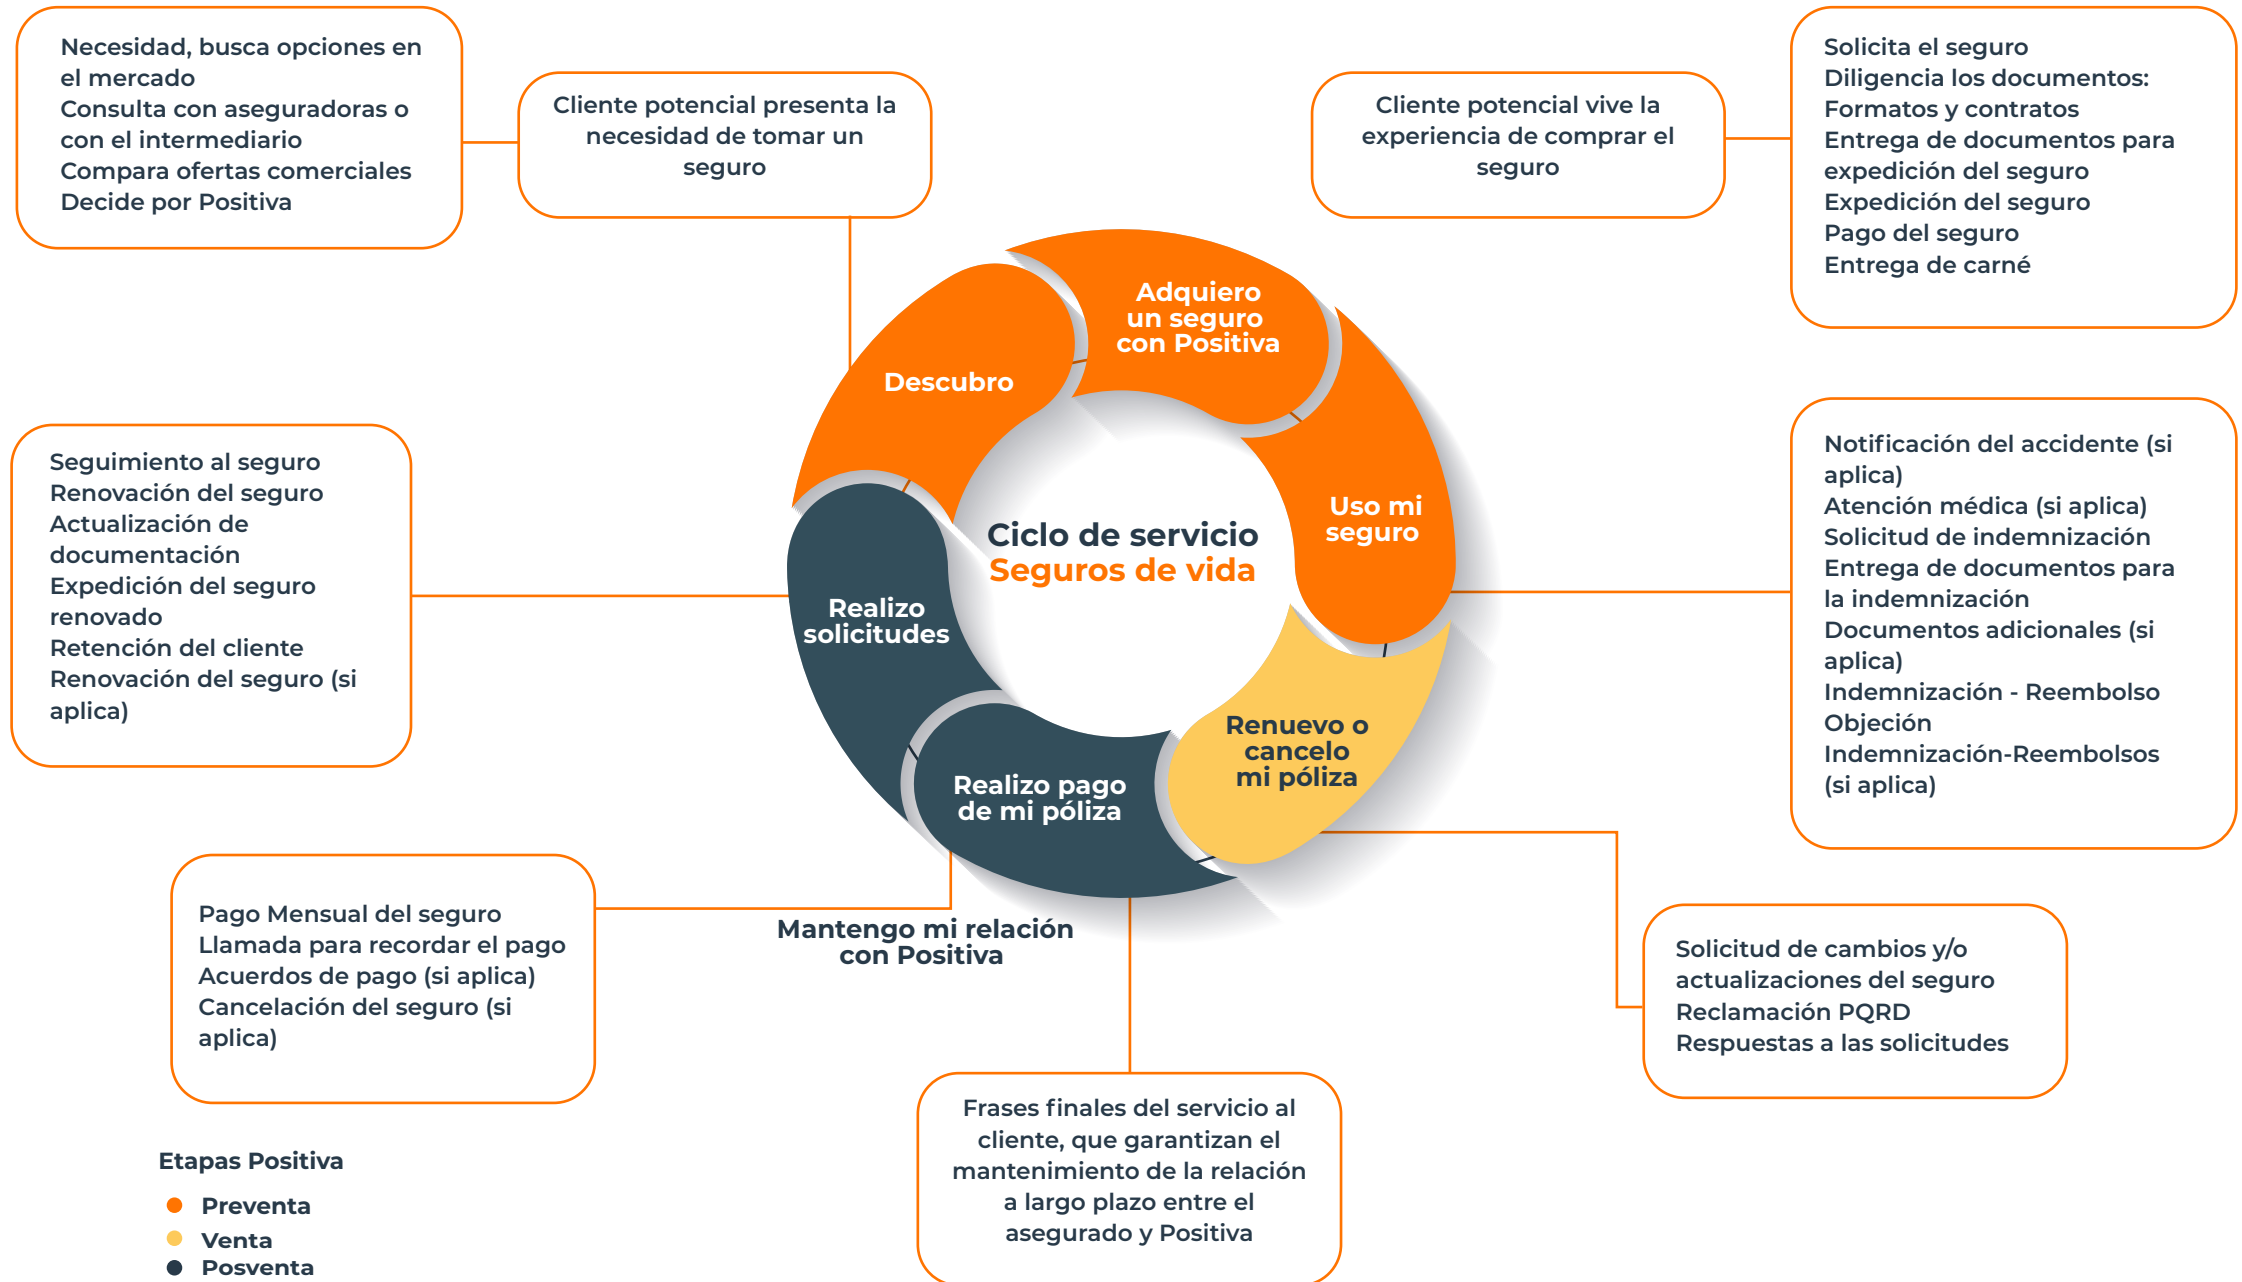 Necesidad, busca opciones en
el mercado
Consulta con aseguradoras o
con el intermediario
Compara ofertas comerciales
Decide por Positiva
Cliente potencial presenta la
necesidad de tomar un
seguro
Cliente potencial vive la
experiencia de comprar el
seguro
Solicita el seguro
Diligencia los documentos:
Formatos y contratos
Entrega de documentos para
expedición del seguro
Expedición del seguro
Pago del seguro
Entrega de carné
Descubro
Adquiero
un seguro
con Positiva
Uso mi
seguro
Ciclo de servicio
Seguros de vida
Realizo
solicitudes
Realizo pago
de mi póliza
Renuevo o
cancelo
mi póliza
Seguimiento al seguro
Renovación del seguro
Actualización de
documentación
Expedición del seguro
renovado
Retención del cliente
Renovación del seguro (si
aplica)
Notificación del accidente (si
aplica)
Atención médica (si aplica)
Solicitud de indemnización
Entrega de documentos para
la indemnización
Documentos adicionales (si
aplica)
Indemnización - Reembolso
Objeción
Indemnización-Reembolsos
(si aplica)
Pago Mensual del seguro
Llamada para recordar el pago
Acuerdos de pago (si aplica)
Cancelación del seguro (si
aplica)
Mantengo mi relación
con Positiva
Solicitud de cambios y/o
actualizaciones del seguro
Reclamación PQRD
Respuestas a las solicitudes
Frases finales del servicio al
cliente, que garantizan el
mantenimiento de la relación
a largo plazo entre el
asegurado y Positiva
Etapas Positiva
Preventa
Venta
Posventa